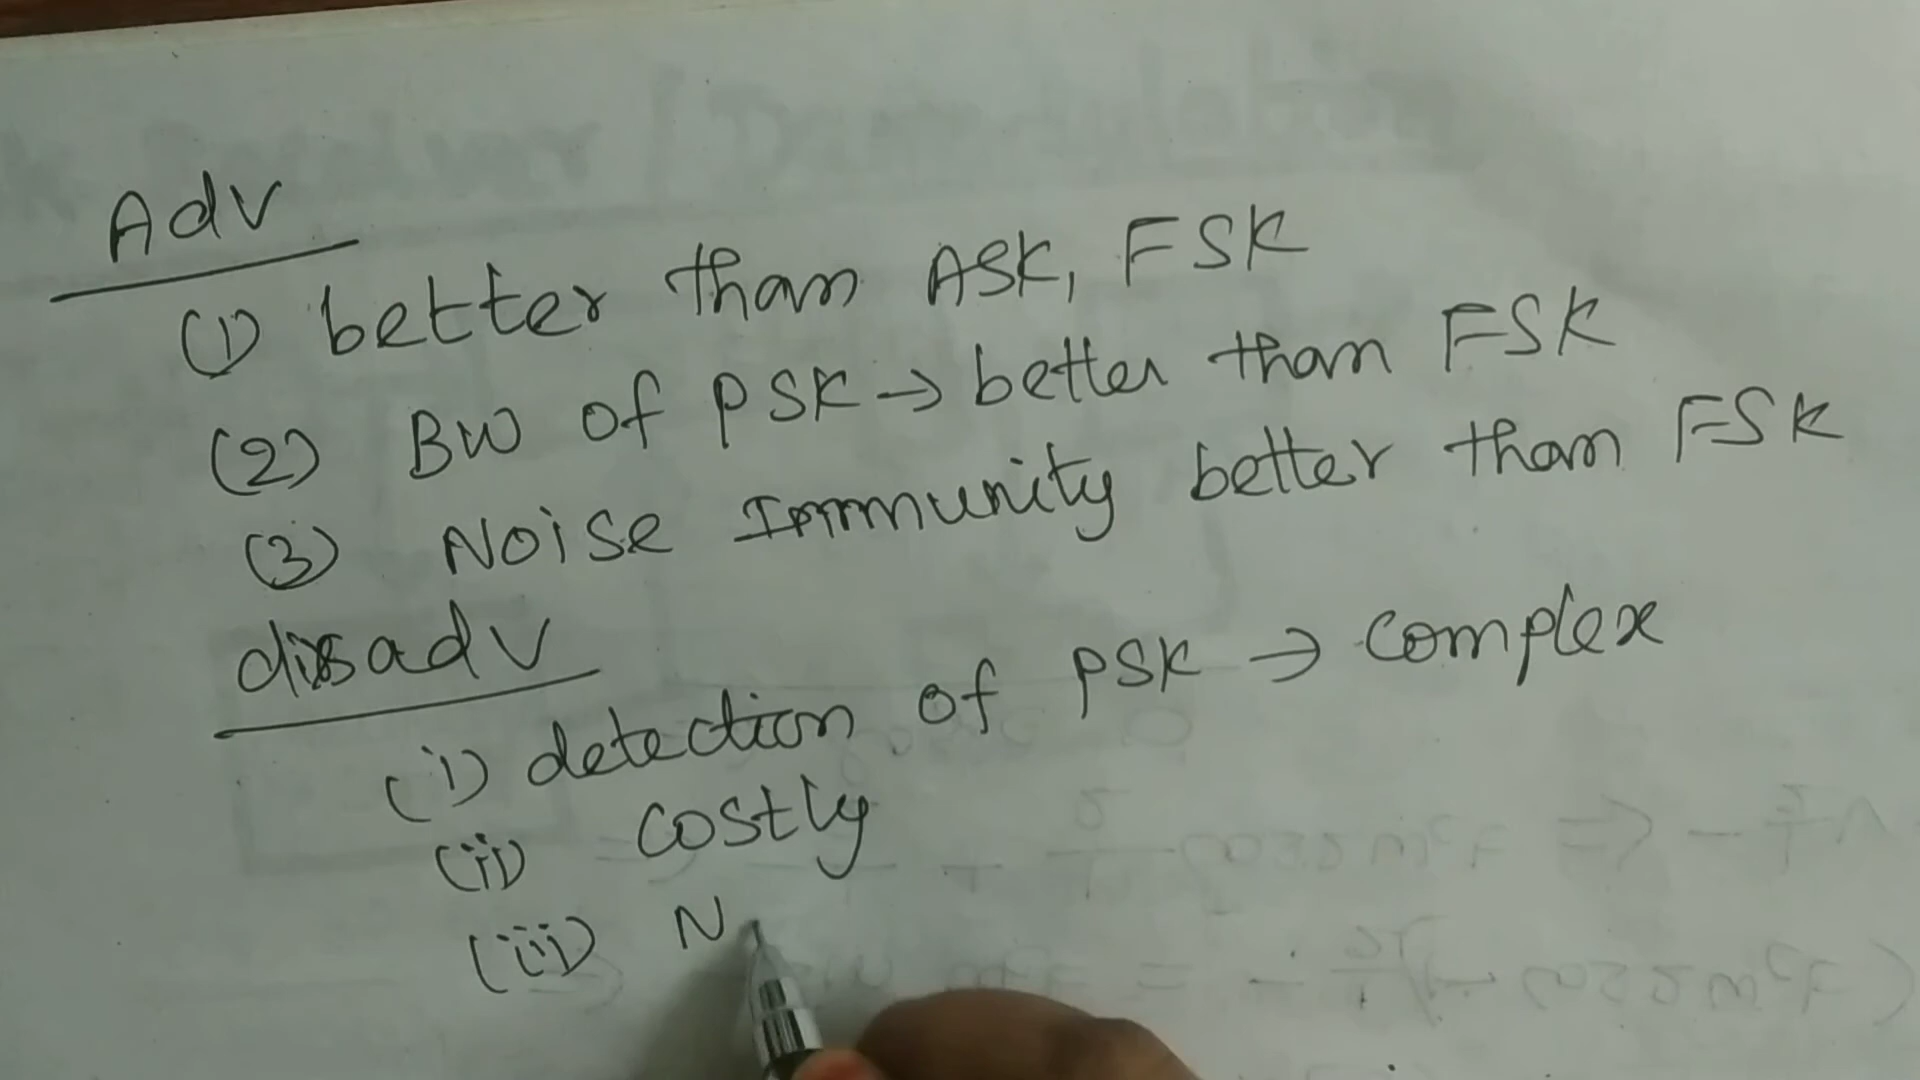 Adv
(1) better than ASK, FSK
(2) BW of PSK → better than FSK
(3) Noise Immunity better than FSK
disadv
(i) detection of PSK → complex
(ii) costly
(iii) N